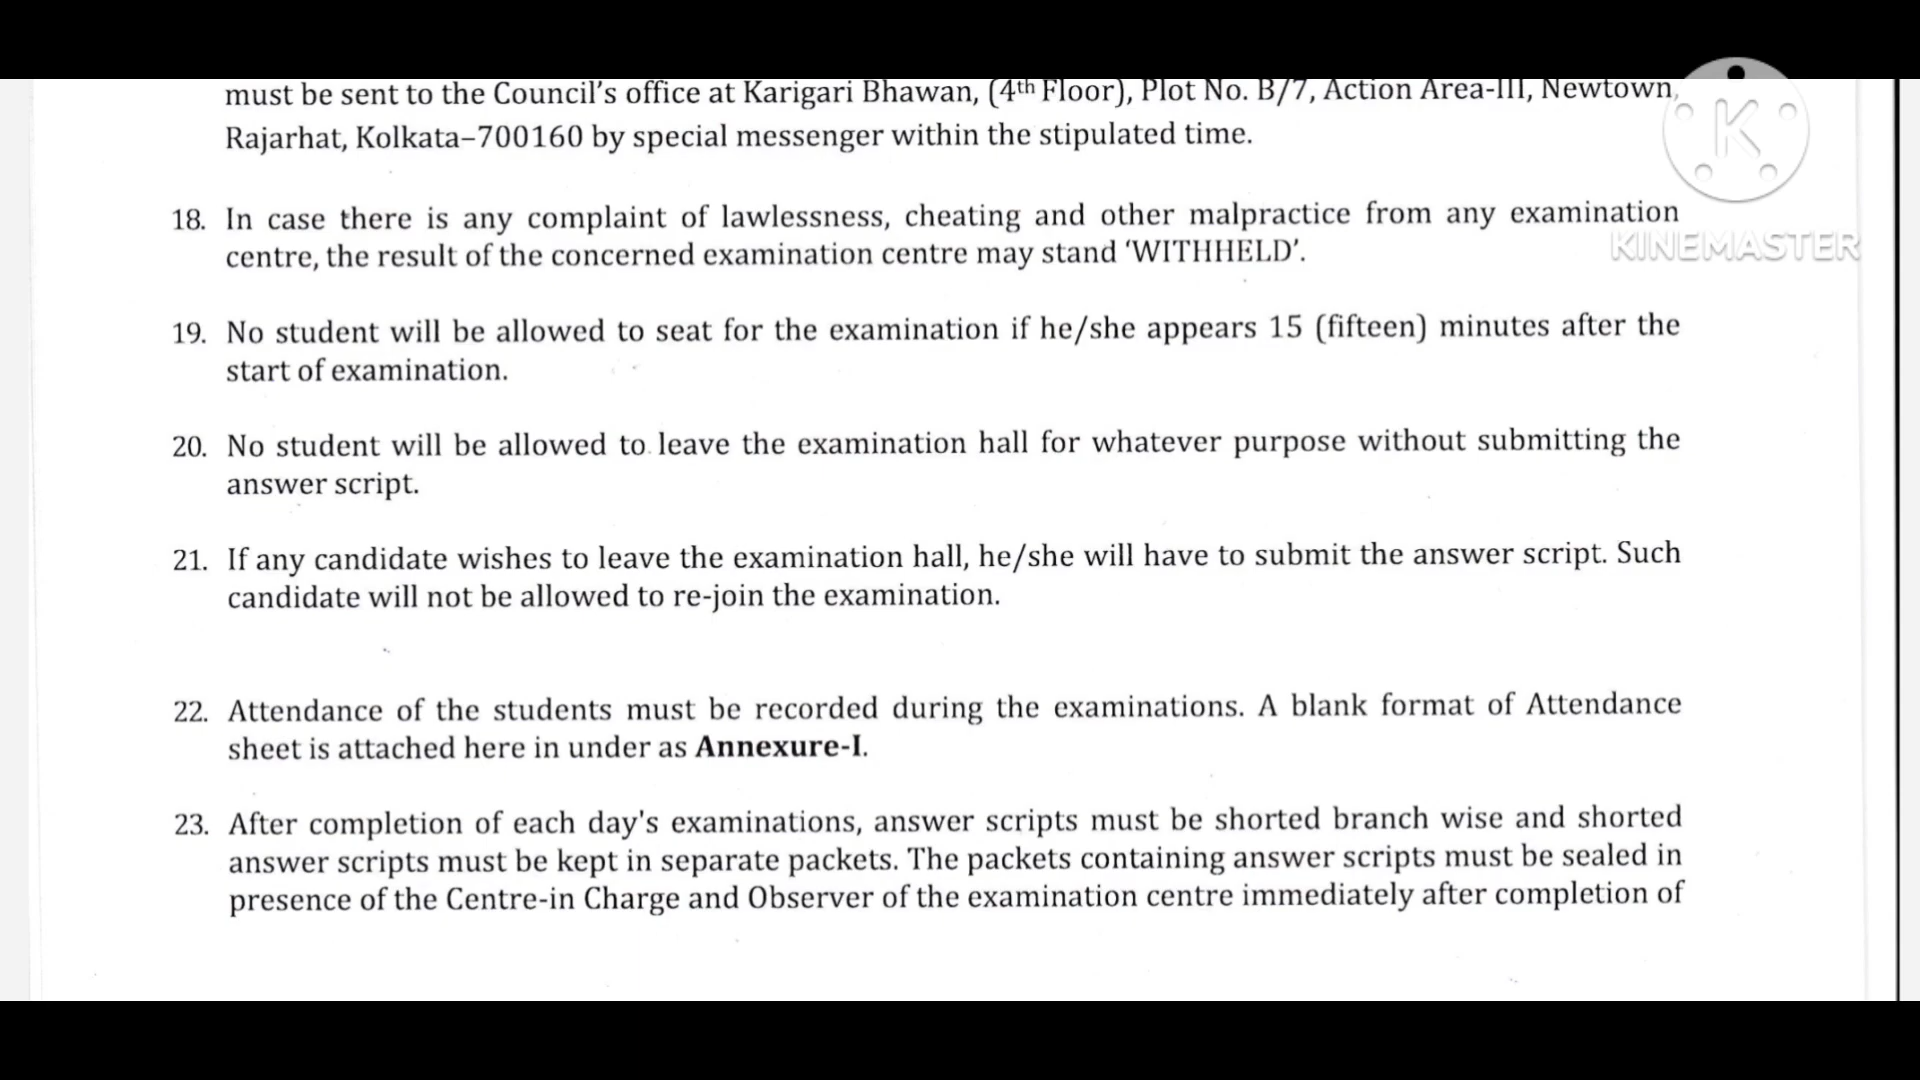 must be sent to the Council's office at Karigari Bhawan, (4th Floor), Plot No. B/7, Action Area-III, Newtown,
Rajarhat, Kolkata–700160 by special messenger within the stipulated time.
K
KINEMASTER
18. In case there is any complaint of lawlessness, cheating and other malpractice from any examination
centre, the result of the concerned examination centre may stand ‘WITHHELD’.
19. No student will be allowed to seat for the examination if he/she appears 15 (fifteen) minutes after the
start of examination.
20. No student will be allowed to leave the examination hall for whatever purpose without submitting the
answer script.
21. If any candidate wishes to leave the examination hall, he/she will have to submit the answer script. Such
candidate will not be allowed to re-join the examination.
22. Attendance of the students must be recorded during the examinations. A blank format of Attendance
sheet is attached here in under as Annexure-I.
23. After completion of each day's examinations, answer scripts must be shorted branch wise and shorted
answer scripts must be kept in separate packets. The packets containing answer scripts must be sealed in
presence of the Centre-in Charge and Observer of the examination centre immediately after completion of